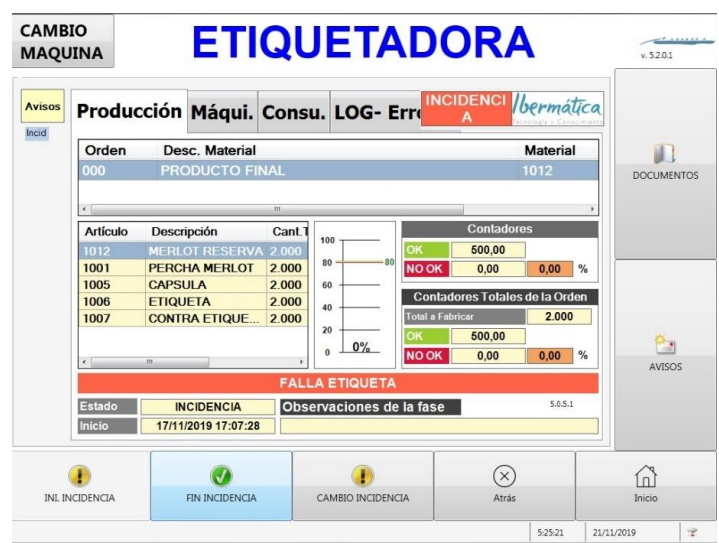 CAMBIO
MAQUINA
ETIQUETADORA
v. 5.2.0.1
Avisos
Incid
Producción Máqui. Consu. LOG- Erro
INCIDENCI
A
Ibermática
Orden Desc. Material Material
000 PRODUCTO FINAL 1012
DOCUMENTOS
Artículo Descripción Cant.T
1012 MERLOT RESERVA 2.000
1001 PERCHA MERLOT 2.000
1005 CAPSULA 2.000
1006 ETIQUETA 2.000
1007 CONTRA ETIQUE... 2.000
100
80 80
60
40
20
0 0%
Contadores
OK 500,00
NO OK 0,00 0,00 %
Contadores Totales de la Orden
Total a Fabricar 2.000
OK 500,00
NO OK 0,00 0,00 %
AVISOS
FALLA ETIQUETA
Estado INCIDENCIA Observaciones de la fase 5.0.5.1
Inicio 17/11/2019 17:07:28
INI. INCIDENCIA FIN INCIDENCIA CAMBIO INCIDENCIA Atrás Inicio
5:25:21 21/11/2019